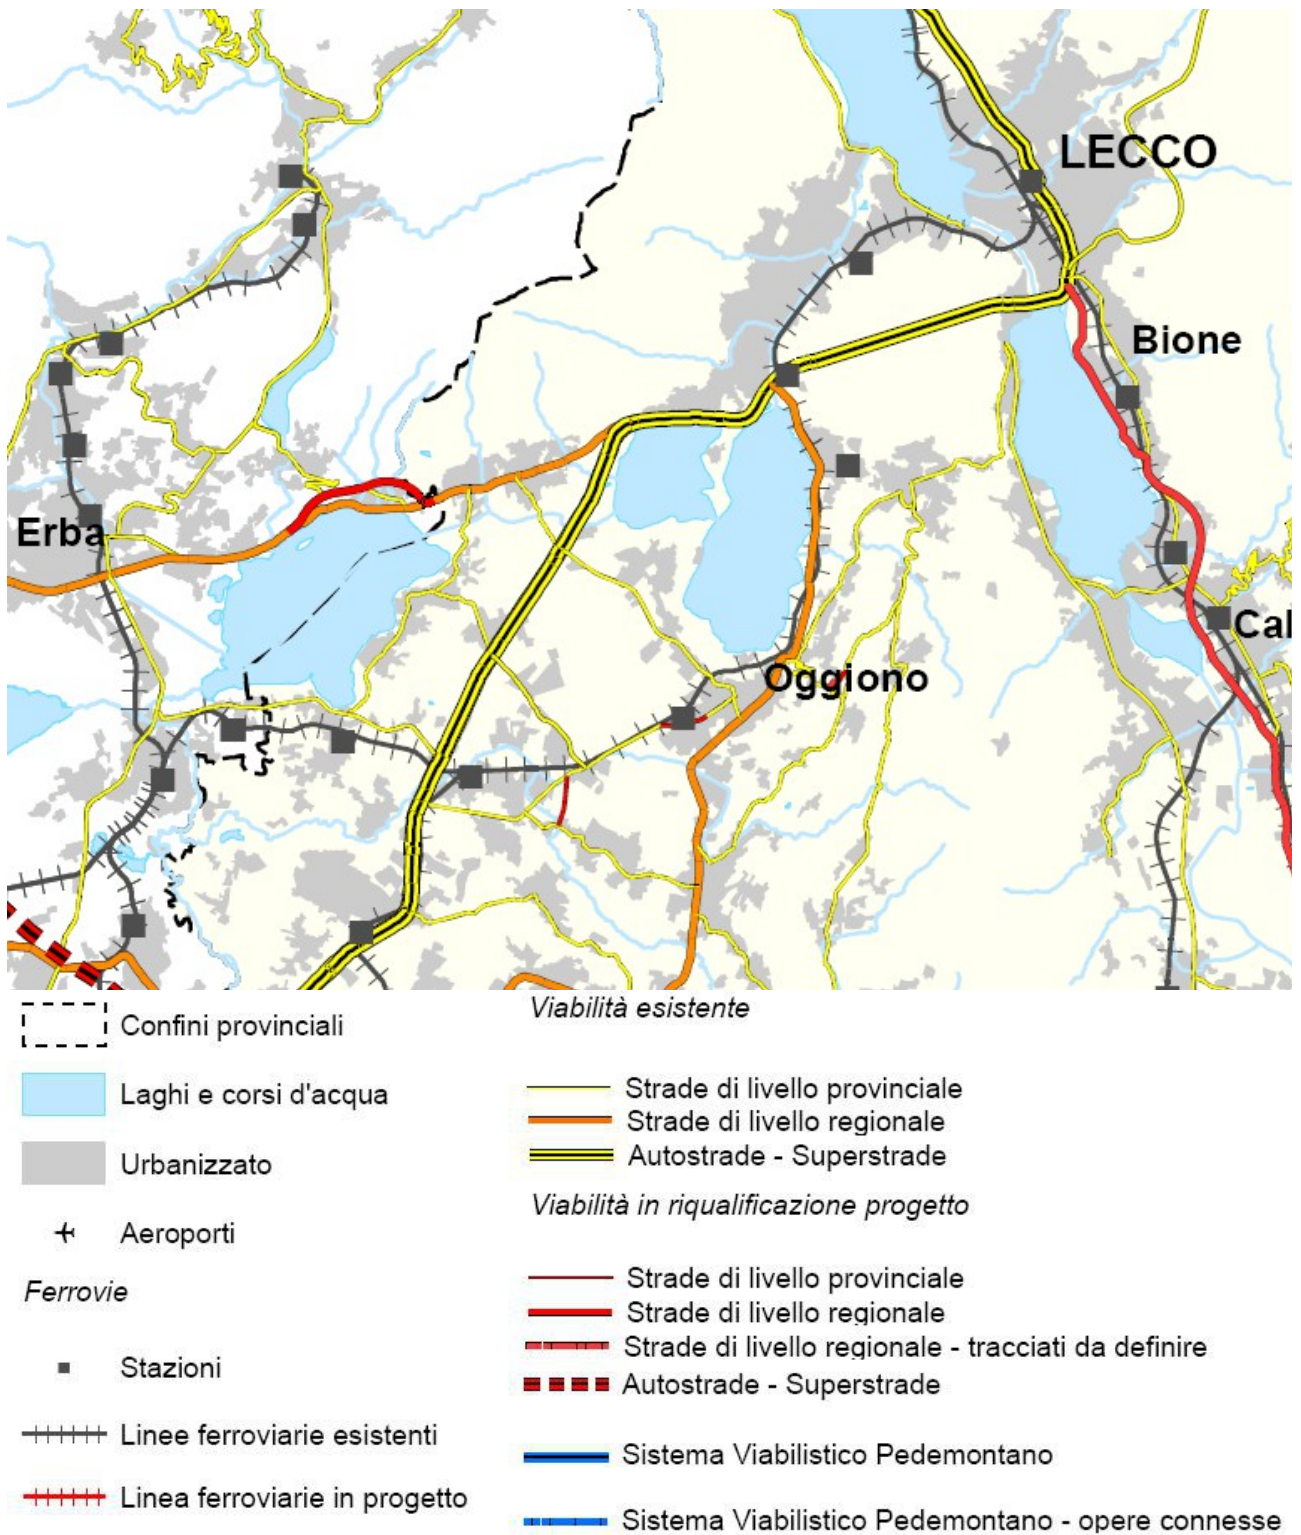 LECCO
Bione
Erba
Cal
Oggiono
Confini provinciali
Laghi e corsi d'acqua
Urbanizzato
Aeroporti
Ferrovie
Stazioni
Linee ferroviarie esistenti
Linea ferroviarie in progetto
Viabilità esistente
Strade di livello provinciale
Strade di livello regionale
Autostrade - Superstrade
Viabilità in riqualificazione progetto
Strade di livello provinciale
Strade di livello regionale
Strade di livello regionale - tracciati da definire
Autostrade - Superstrade
Sistema Viabilistico Pedemontano
Sistema Viabilistico Pedemontano - opere connesse